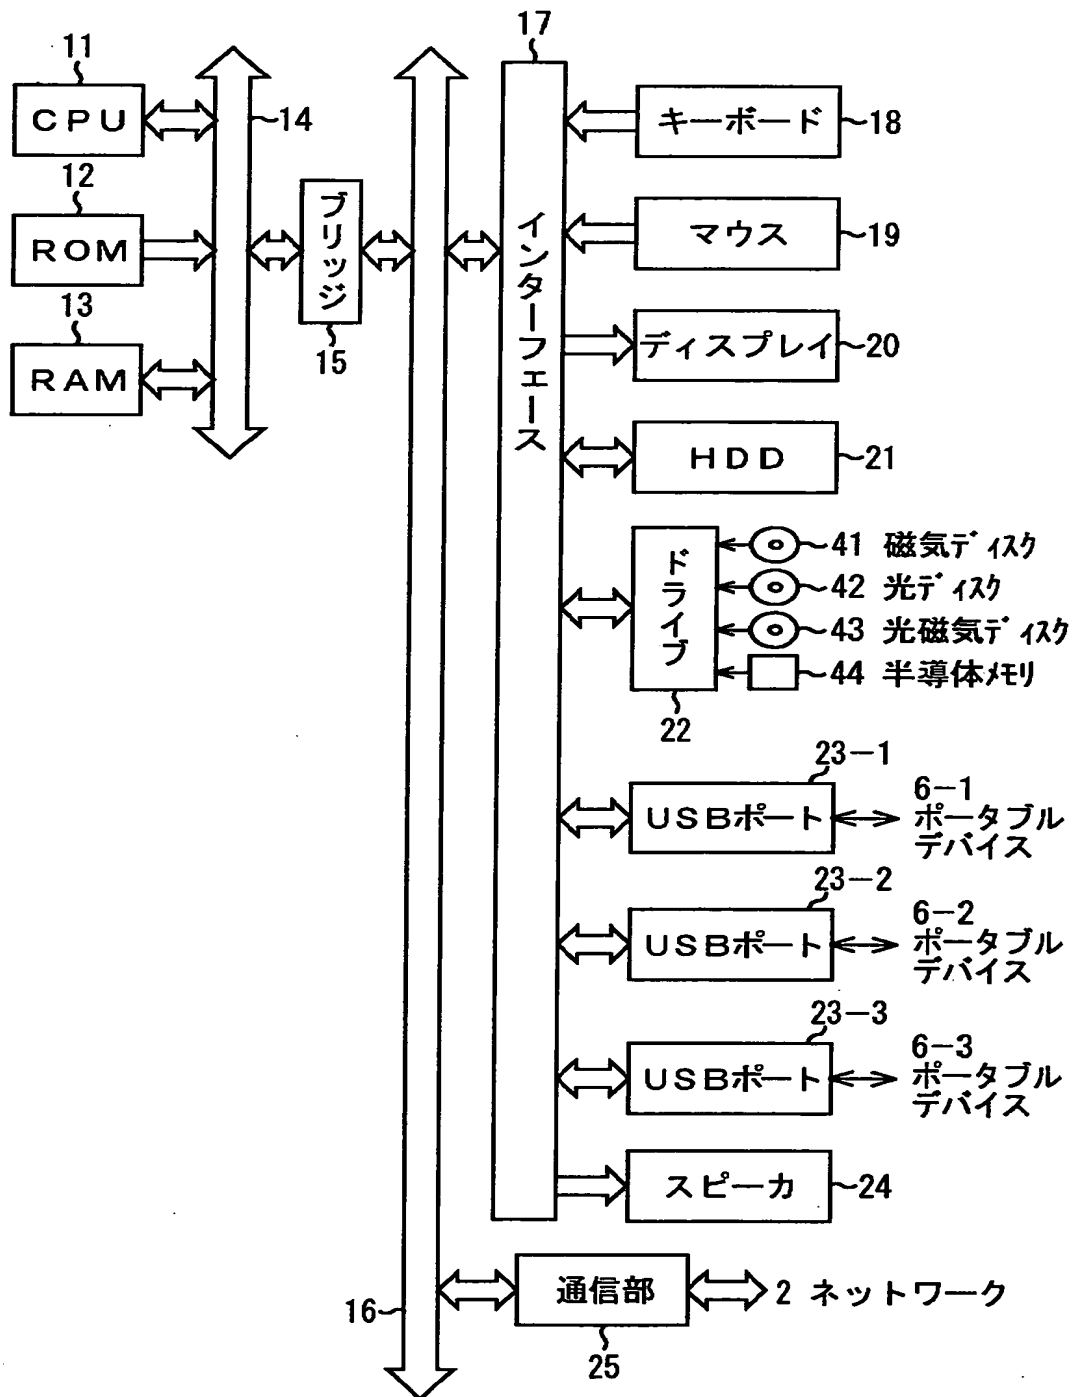 17
11
CPU
14
キーボード
18
12
ROM
ブリッジ
15
インターフェース
マウス
19
13
RAM
ディスプレイ
20
HDD
21
ドライブ
22
41 磁気ディスク
42 光ディスク
43 光磁気ディスク
44 半導体メモリ
23-1
USBポート
6-1
ポータブル
デバイス
23-2
USBポート
6-2
ポータブル
デバイス
23-3
USBポート
6-3
ポータブル
デバイス
スピーカ
24
16
通信部
25
2 ネットワーク